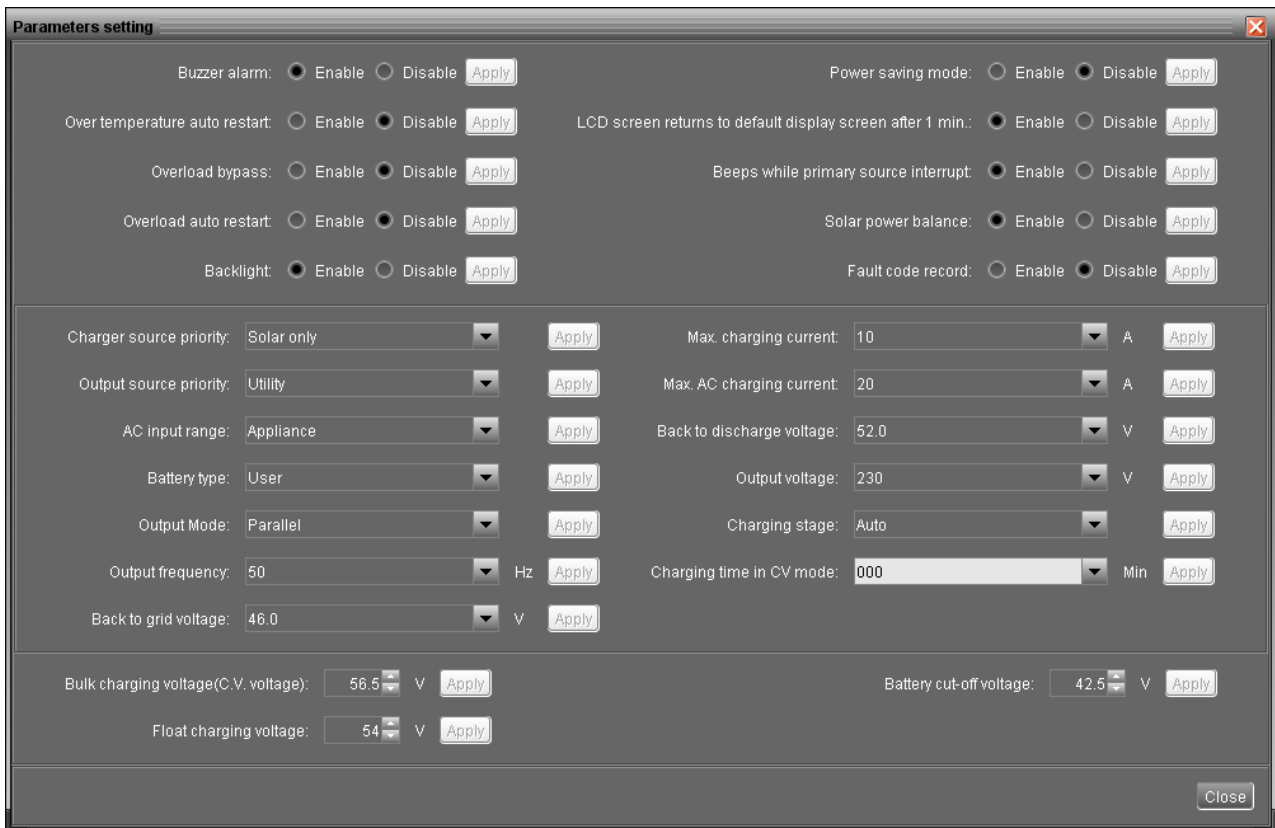 Parameters setting
Buzzer alarm: Enable Disable Apply Power saving mode: Enable Disable Apply
Over temperature auto restart: Enable Disable Apply LCD screen returns to default display screen after 1 min.: Enable Disable Apply
Overload bypass: Enable Disable Apply Beeps while primary source interrupt: Enable Disable Apply
Overload auto restart: Enable Disable Apply Solar power balance: Enable Disable Apply
Backlight: Enable Disable Apply Fault code record: Enable Disable Apply
Charger source priority: Solar only Apply Max. charging current: 10 A Apply
Output source priority: Utility Apply Max. AC charging current: 20 A Apply
AC input range: Appliance Apply Back to discharge voltage: 52.0 V Apply
Battery type: User Apply Output voltage: 230 V Apply
Output Mode: Parallel Apply Charging stage: Auto Apply
Output frequency: 50 Hz Apply Charging time in CV mode: 000 Min Apply
Back to grid voltage: 46.0 V Apply
Bulk charging voltage(C.V. voltage): 56.5 V Apply Battery cut-off voltage: 42.5 V Apply
Float charging voltage: 54 V Apply
Close